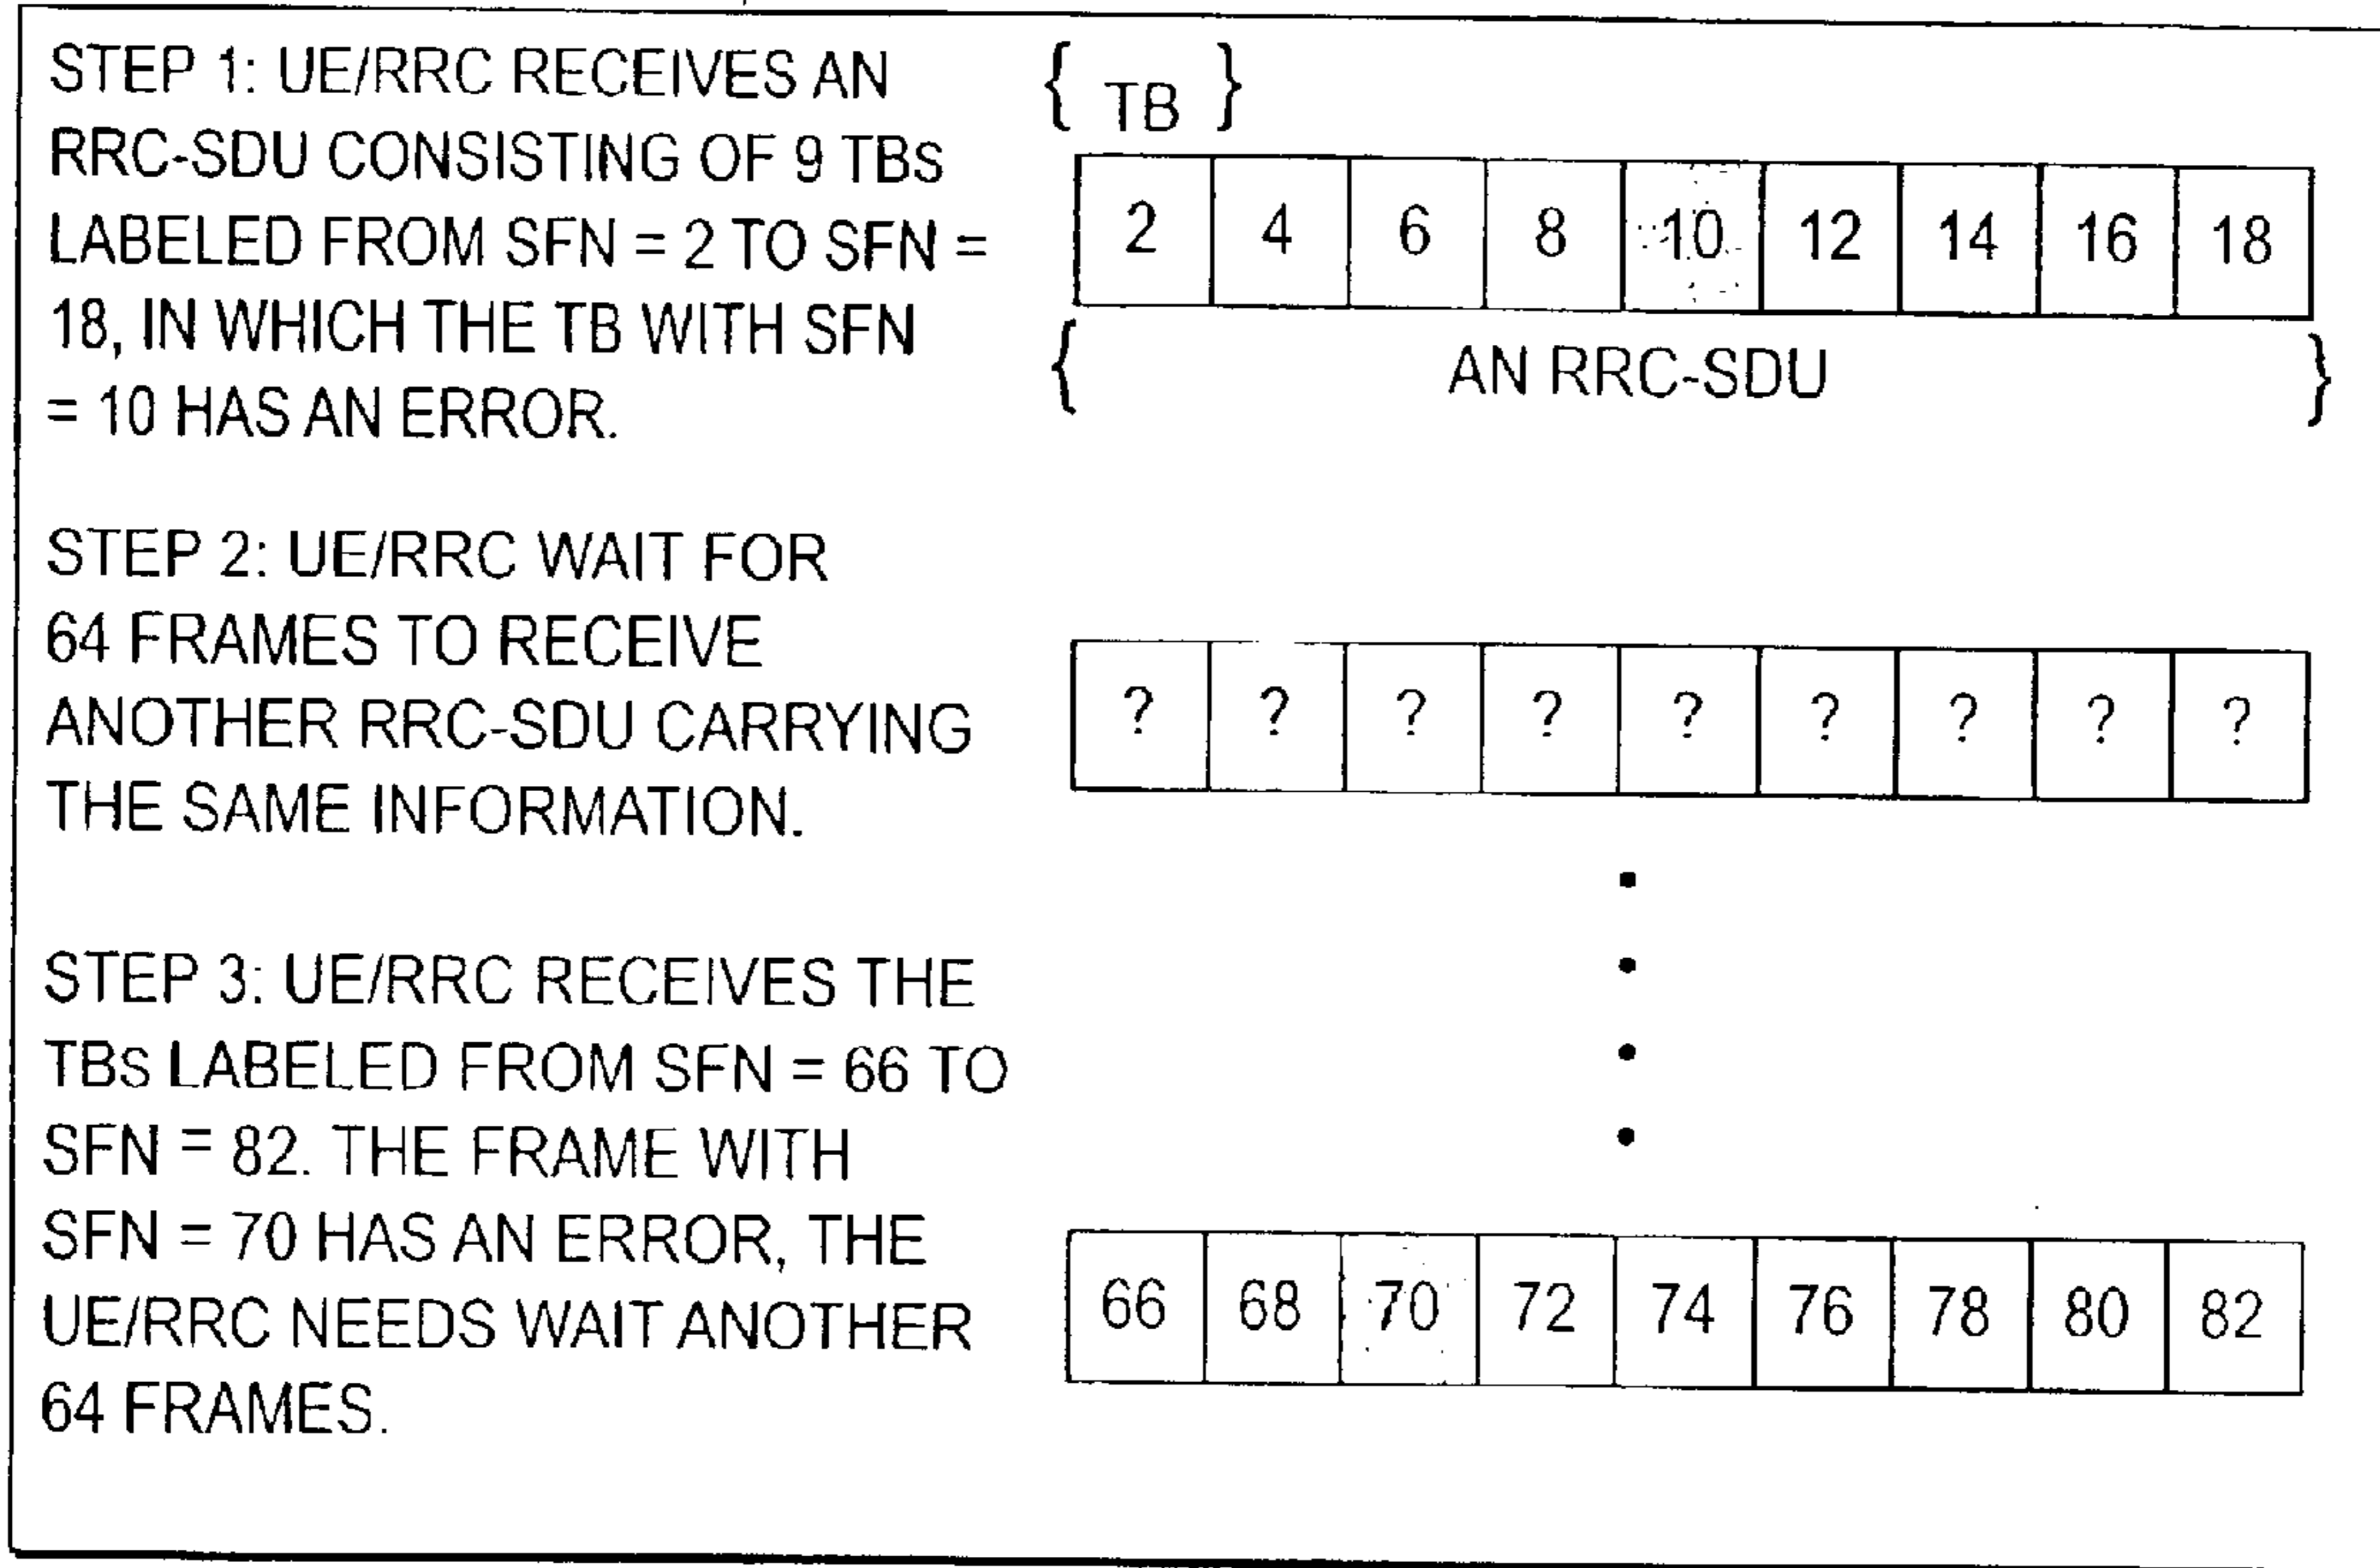 STEP 1: UE/RRC RECEIVES AN
RRC-SDU CONSISTING OF 9 TBS
LABELED FROM SFN = 2 TO SFN =
18, IN WHICH THE TB WITH SFN
= 10 HAS AN ERROR.
{ TB }
2 4 6 8 10 12 14 16 18
{ AN RRC-SDU }
STEP 2: UE/RRC WAIT FOR
64 FRAMES TO RECEIVE
ANOTHER RRC-SDU CARRYING
THE SAME INFORMATION.
? ? ? ? ? ? ? ? ?
STEP 3: UE/RRC RECEIVES THE
TBS LABELED FROM SFN = 66 TO
SFN = 82. THE FRAME WITH
SFN = 70 HAS AN ERROR, THE
UE/RRC NEEDS WAIT ANOTHER
64 FRAMES.
66 68 70 72 74 76 78 80 82